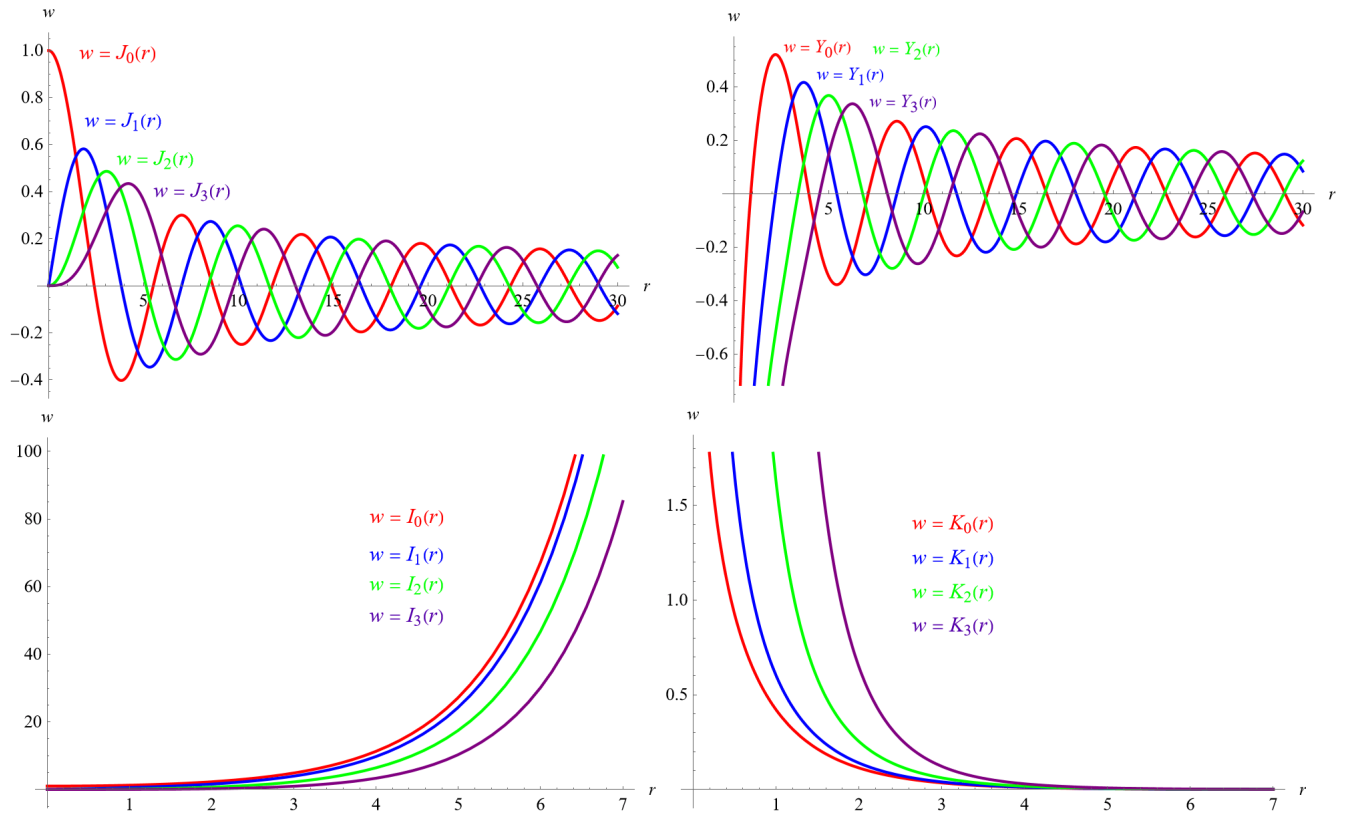 w
1.0
w = J₀(r)
0.8
w = J₁(r)
0.6
w = J₂(r)
0.4
w = J₃(r)
0.2
5 10 15 20 25 30 r
−0.2
−0.4
w
w = Y₀(r) w = Y₂(r)
w = Y₁(r)
0.4
w = Y₃(r)
0.2
5 10 15 20 25 30 r
−0.2
−0.4
−0.6
w
100
80
w = I₀(r)
60
w = I₁(r)
w = I₂(r)
w = I₃(r)
40
20
1 2 3 4 5 6 7 r
w
1.5
w = K₀(r)
w = K₁(r)
1.0
w = K₂(r)
w = K₃(r)
0.5
1 2 3 4 5 6 7 r